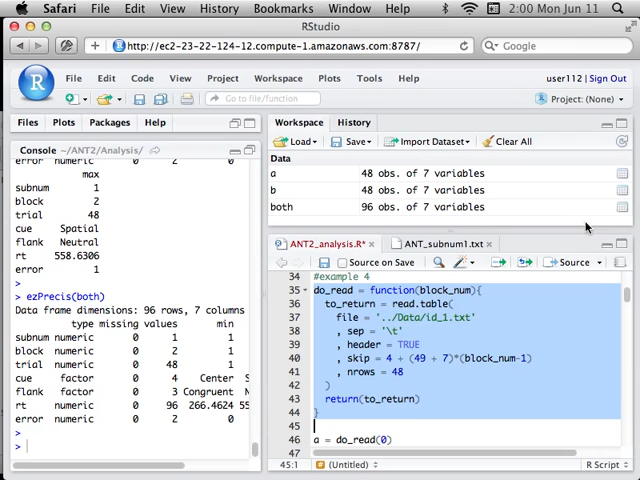 Safari File Edit View History Bookmarks Window Help 2:00 Mon Jun 11
RStudio
http://ec2-23-22-124-12.compute-1.amazonaws.com:8787/
Google
R File Edit Code View Project Workspace Plots Tools Help user112 | Sign Out
Go to file/function Project: (None)
Files Plots Packages Help
Console ~/ANT2/Analysis/
error numeric 0 2 0
max
subnum 1
block 2
trial 48
cue Spatial
flank Neutral
rt 558.6306
error 1
>
> ezPrecis(both)
Data frame dimensions: 96 rows, 7 columns
type missing values min
subnum numeric 0 1 1
block numeric 0 2 1
trial numeric 0 48 1
cue factor 0 4 Center S
flank factor 0 3 Congruent N
rt numeric 0 96 266.4624 55
error numeric 0 2 0
>
>
Workspace History
Load Save Import Dataset Clear All
Data
a 48 obs. of 7 variables
b 48 obs. of 7 variables
both 96 obs. of 7 variables
ANT2_analysis.R* ANT_subnum1.txt
Source on Save Source
34 #example 4
35 do_read = function(block_num){
36 to_return = read.table(
37 file = '../Data/id_1.txt'
38 , sep = '\t'
39 , header = TRUE
40 , skip = 4 + (49 + 7)*(block_num-1)
41 , nrows = 48
42 )
43 return(to_return)
44 }
45
46 a = do_read(0)
47
45:1 (Untitled) R Script